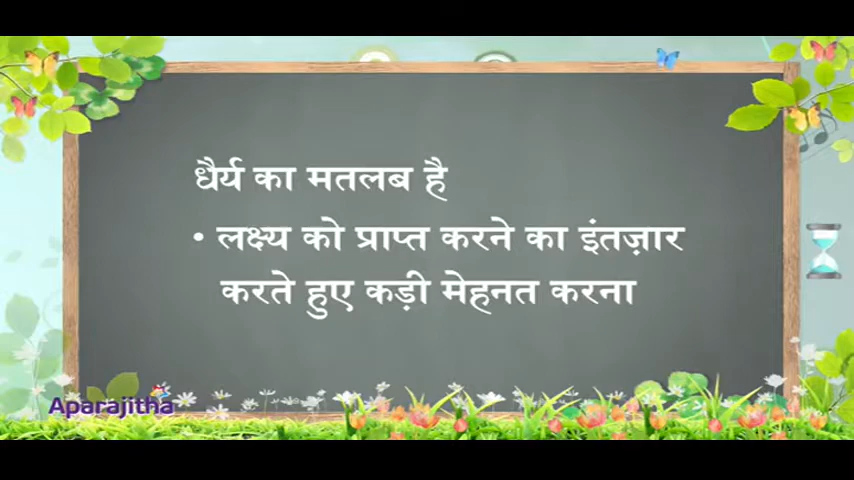 धैर्य का मतलब है
• लक्ष्य को प्राप्त करने का इंतज़ार
करते हुए कड़ी मेहनत करना
Aparajitha